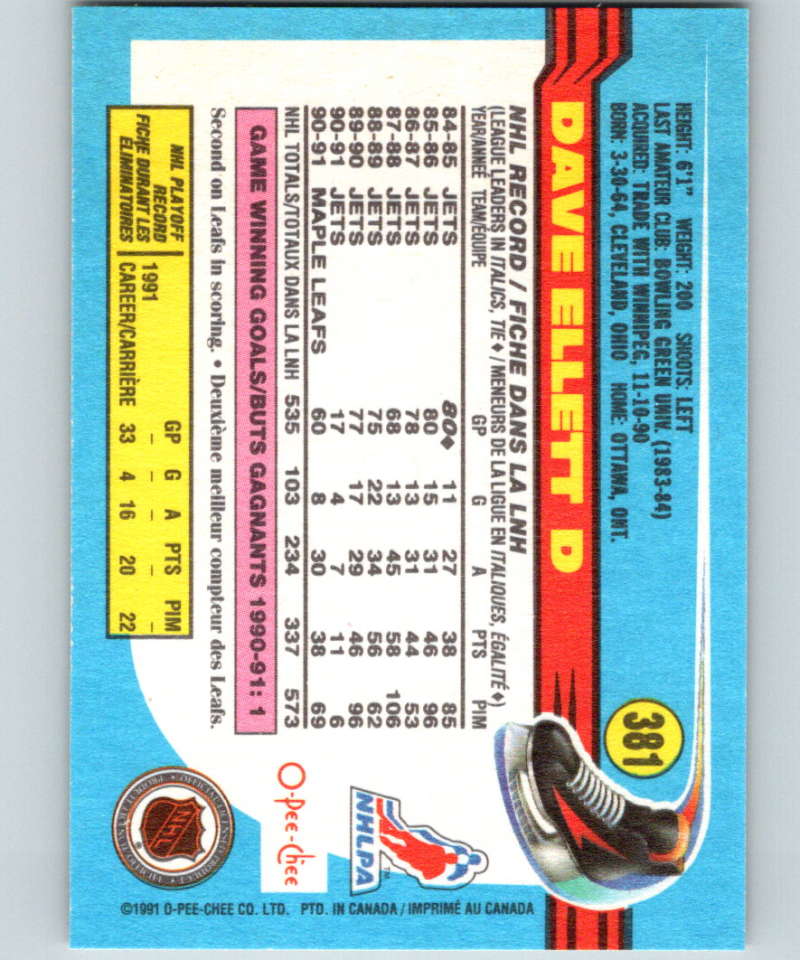 381
HEIGHT: 6'1" WEIGHT: 200 SHOOTS: LEFT
LAST AMATEUR CLUB: BOWLING GREEN UNIV. (1983-84)
ACQUIRED: TRADE WITH WINNIPEG, 11-10-90
BORN: 3-30-64, CLEVELAND, OHIO HOME: OTTAWA, ONT.
DAVE ELLETT D
NHL RECORD / FICHE DANS LA LNH
(LEAGUE LEADERS IN ITALICS, TIE ♦ / MENEURS DE LA LIGUE EN ITALIQUES, ÉGALITÉ ♦)
YEAR/ANNÉE TEAM/ÉQUIPE GP G A PTS PIM
84-85 JETS 80♦ 11 27 38 85
85-86 JETS 80 15 31 46 96
86-87 JETS 78 13 31 44 53
87-88 JETS 68 13 45 58 106
88-89 JETS 75 22 34 56 62
89-90 JETS 77 17 29 46 96
90-91 JETS 17 4 7 11 6
90-91 MAPLE LEAFS 60 8 30 38 69
NHL TOTALS/TOTAUX DANS LA LNH 535 103 234 337 573
GAME WINNING GOALS/BUTS GAGNANTS 1990-91: 1
Second on Leafs in scoring. • Deuxième meilleur compteur des Leafs.
NHL PLAYOFF RECORD
FICHE DURANT LES ÉLIMINATOIRES
GP G A PTS PIM
1991 – – – – –
CAREER/CARRIÈRE 33 4 16 20 22
NHLPA
TM
O-Pee-Chee
NHL
©1991 O-PEE-CHEE CO. LTD. PTD. IN CANADA / IMPRIMÉ AU CANADA